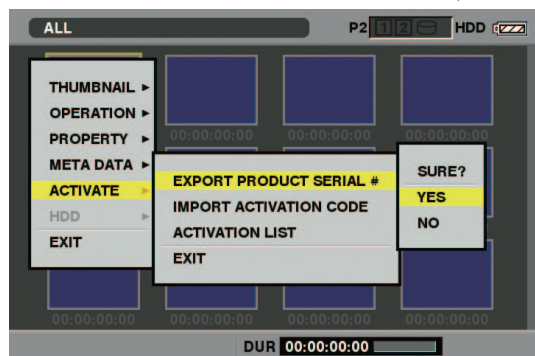 ALL P2 1 2 HDD
THUMBNAIL
OPERATION
PROPERTY
META DATA
ACTIVATE
HDD
EXIT
EXPORT PRODUCT SERIAL #
IMPORT ACTIVATION CODE
ACTIVATION LIST
EXIT
SURE?
YES
NO
00:00:00:00 00:00:00:00 00:00:00:00
00:00:00:00 00:00:00:00 00:00:00:00 00:00:00:00
DUR 00:00:00:00